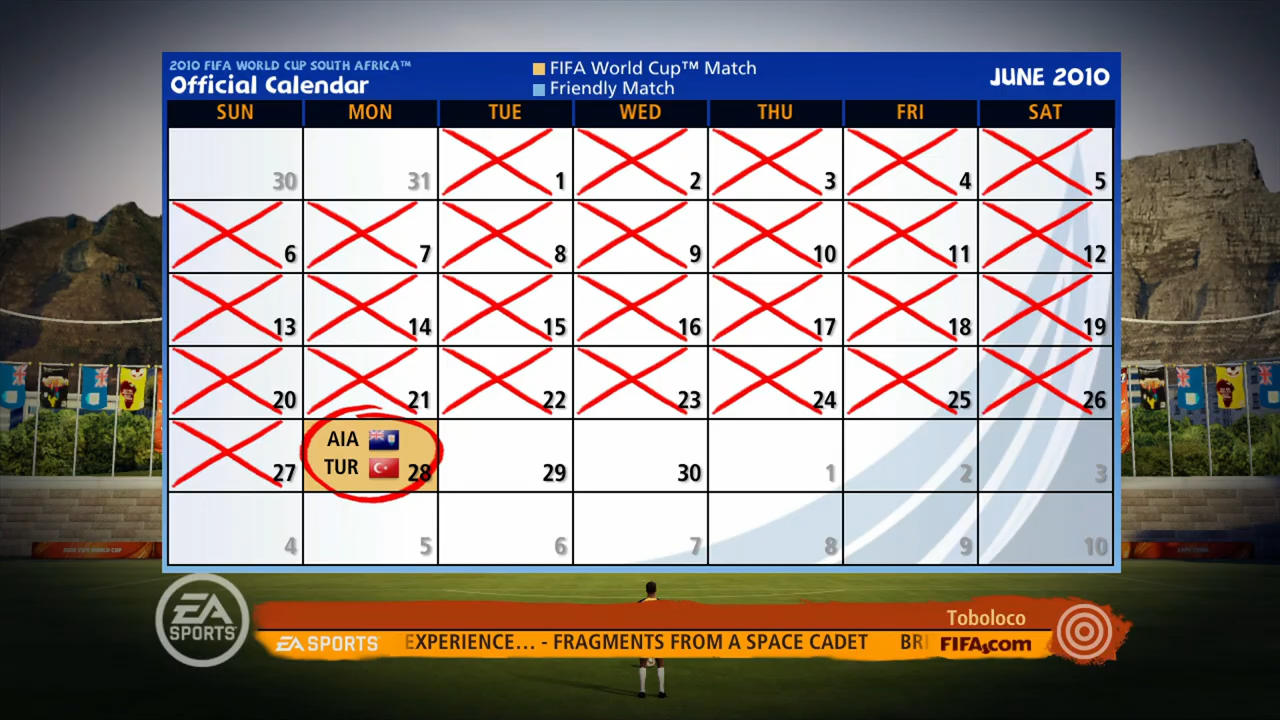 2010 FIFA WORLD CUP SOUTH AFRICA™
Official Calendar
FIFA World Cup™ Match
Friendly Match
JUNE 2010
SUN MON TUE WED THU FRI SAT
30 31 1 2 3 4 5
6 7 8 9 10 11 12
13 14 15 16 17 18 19
20 21 22 23 24 25 26
AIA
TUR
27 28 29 30 1 2 3
4 5 6 7 8 9 10
EA SPORTS
Toboloco
EA SPORTS EXPERIENCE... - FRAGMENTS FROM A SPACE CADET BRI FIFA.com